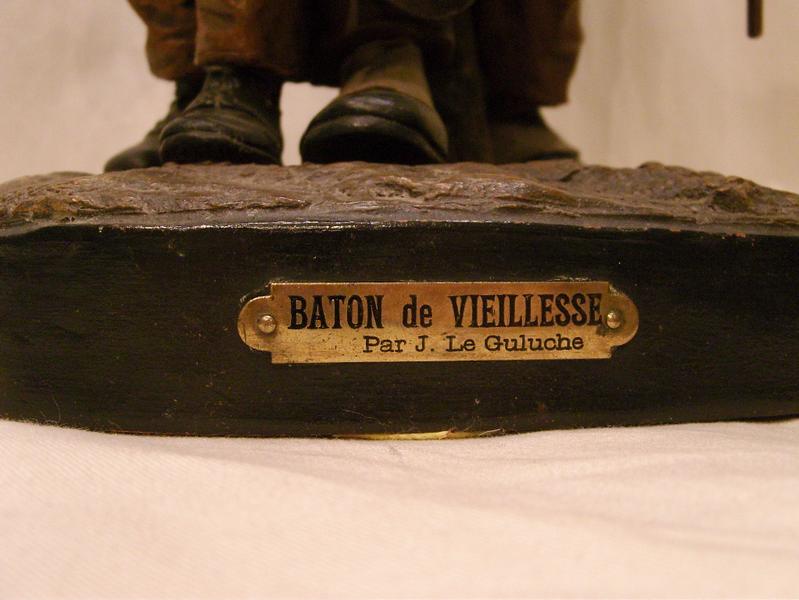 BATON de VIEILLESSE
Par J. Le Guluche